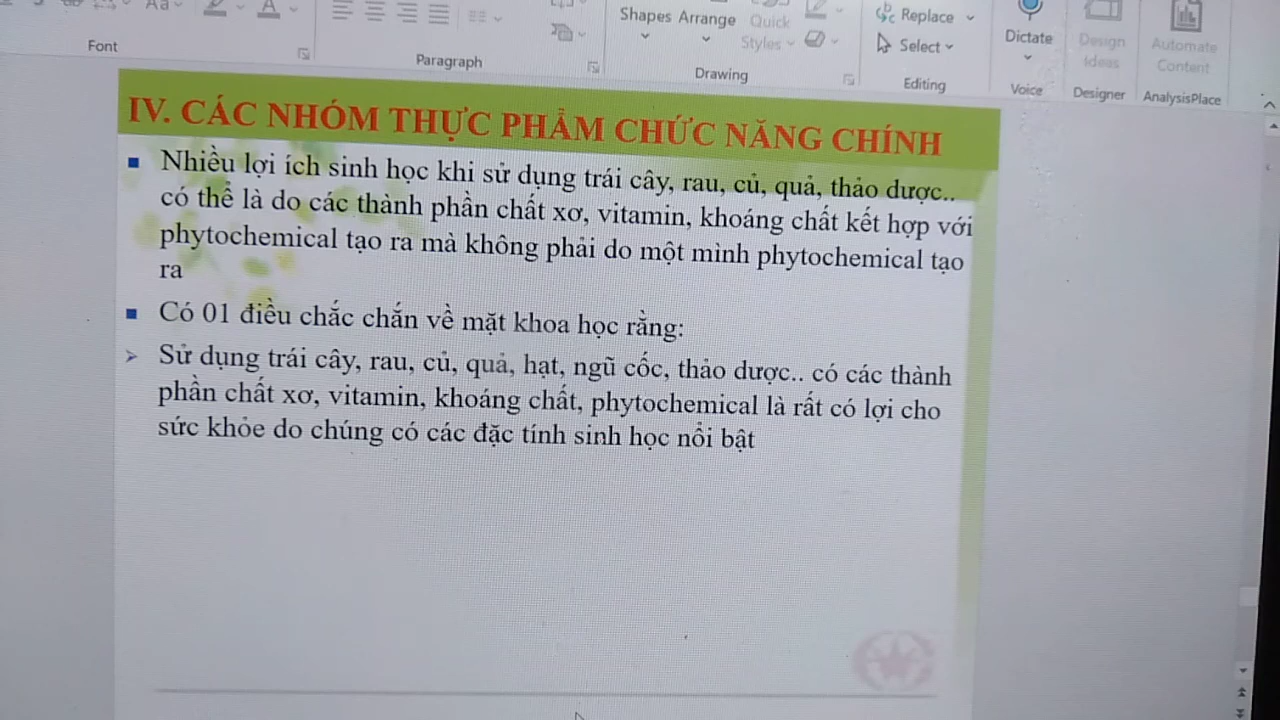 Aa
A
Shapes Arrange Quick Styles
Replace
Select
Dictate
Design Ideas
Automate Content
Font
Paragraph
Drawing
Editing
Voice
Designer
AnalysisPlace
IV. CÁC NHÓM THỰC PHẨM CHỨC NĂNG CHÍNH
Nhiều lợi ích sinh học khi sử dụng trái cây, rau, củ, quả, thảo dược..
có thể là do các thành phần chất xơ, vitamin, khoáng chất kết hợp với
phytochemical tạo ra mà không phải do một mình phytochemical tạo
ra
Có 01 điều chắc chắn về mặt khoa học rằng:
Sử dụng trái cây, rau, củ, quả, hạt, ngũ cốc, thảo dược.. có các thành
phần chất xơ, vitamin, khoáng chất, phytochemical là rất có lợi cho
sức khỏe do chúng có các đặc tính sinh học nổi bật